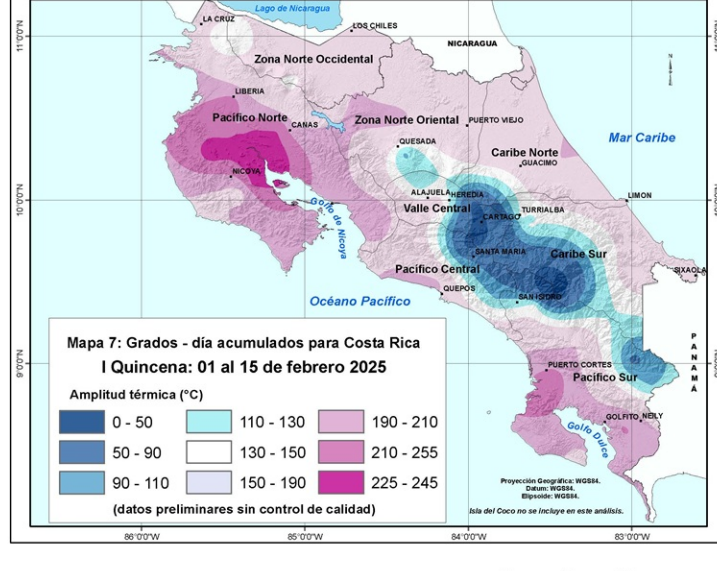 Lago de Nicaragua
LA CRUZ
LOS CHILES
NICARAGUA
N
Zona Norte Occidental
LIBERIA
Pacífico Norte
CAÑAS
Zona Norte Oriental
PUERTO VIEJO
Mar Caribe
QUESADA
Caribe Norte
GUACIMO
NICOYA
ALAJUELA
HEREDIA
LIMON
Valle Central
TURRIALBA
CARTAGO
Golfo de Nicoya
SANTA MARIA
Caribe Sur
Pacífico Central
SIXAOLA
QUEPOS
SAN ISIDRO
Océano Pacífico
PANAMÁ
PUERTO CORTES
Pacífico Sur
GOLFITO
NEILY
Golfo Dulce
Mapa 7: Grados - día acumulados para Costa Rica
I Quincena: 01 al 15 de febrero 2025
Amplitud térmica (°C)
0 - 50
110 - 130
190 - 210
50 - 90
130 - 150
210 - 255
90 - 110
150 - 190
225 - 245
(datos preliminares sin control de calidad)
Proyección Geográfica: WGS84.
Datum: WGS84.
Elipsoide: WGS84.
Isla del Coco no se incluye en este análisis.
11°0'0"N
10°0'0"N
9°0'0"N
86°0'0"W
85°0'0"W
84°0'0"W
83°0'0"W